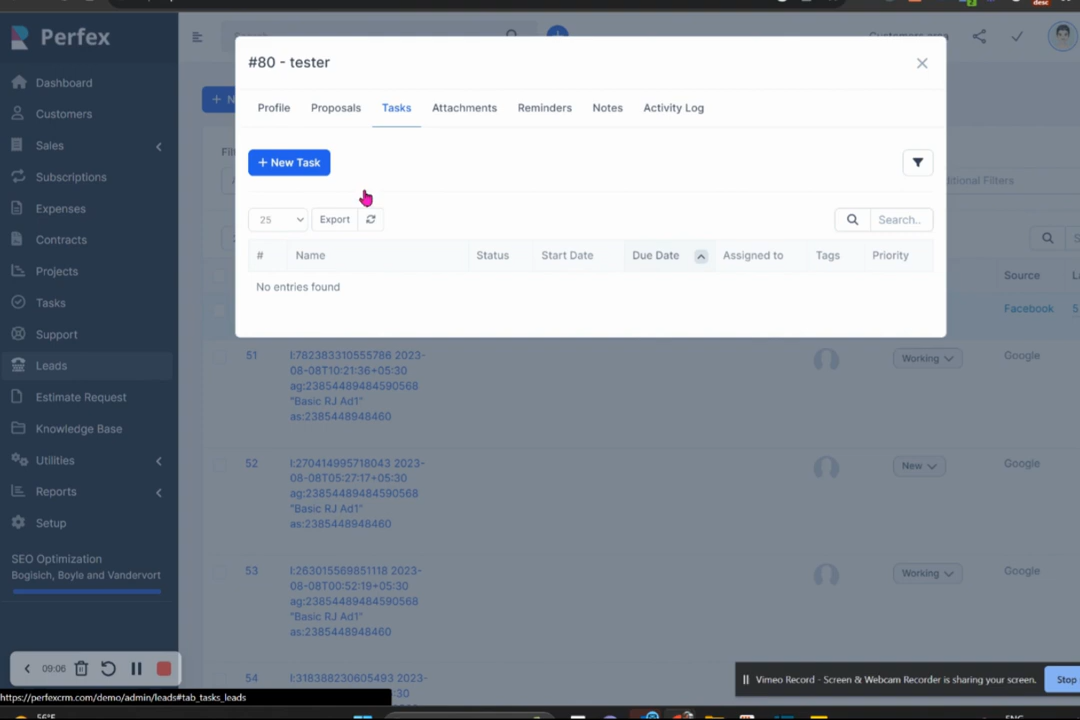 Perfex
Dashboard
Customers
Sales
Subscriptions
Expenses
Contracts
Projects
Tasks
Support
Leads
Estimate Request
Knowledge Base
Utilities
Reports
Setup
SEO Optimization
Bogisich, Boyle and Vandervort
09:06
https://perfexcrm.com/demo/admin/leads#tab_tasks_leads
#80 - tester
Profile Proposals Tasks Attachments Reminders Notes Activity Log
+ New Task
25 Export Search..
# Name Status Start Date Due Date Assigned to Tags Priority
No entries found
Source
Facebook
51 l:782383310555786 2023-
08-08T10:21:36+05:30
ag:23854489484590568
"Basic RJ Ad1"
as:2385448948460
Working Google
52 l:270414995718043 2023-
08-08T05:27:17+05:30
ag:23854489484590568
"Basic RJ Ad1"
as:2385448948460
New Google
53 l:263015569851118 2023-
08-08T00:52:19+05:30
ag:23854489484590568
"Basic RJ Ad1"
as:2385448948460
Working Google
54 l:318388230605493 2023-
Vimeo Record - Screen & Webcam Recorder is sharing your screen.
Stop
56°F
ENG